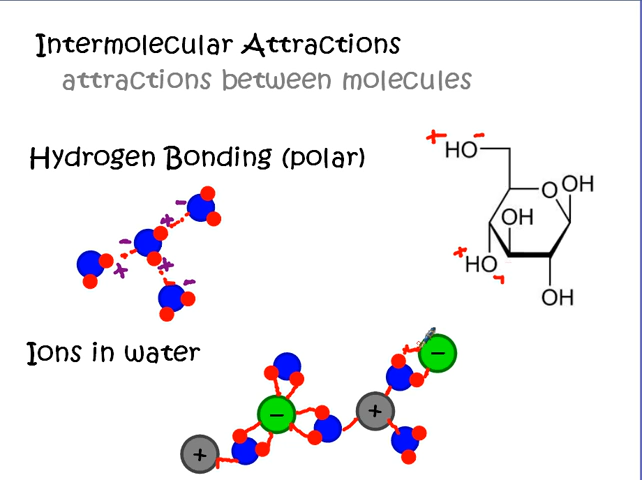 Intermolecular Attractions
attractions between molecules
Hydrogen Bonding (polar)
+ -
HO
O OH
OH
+
HO
-
OH
- +
- +
+ -
Ions in water
-
- +
+